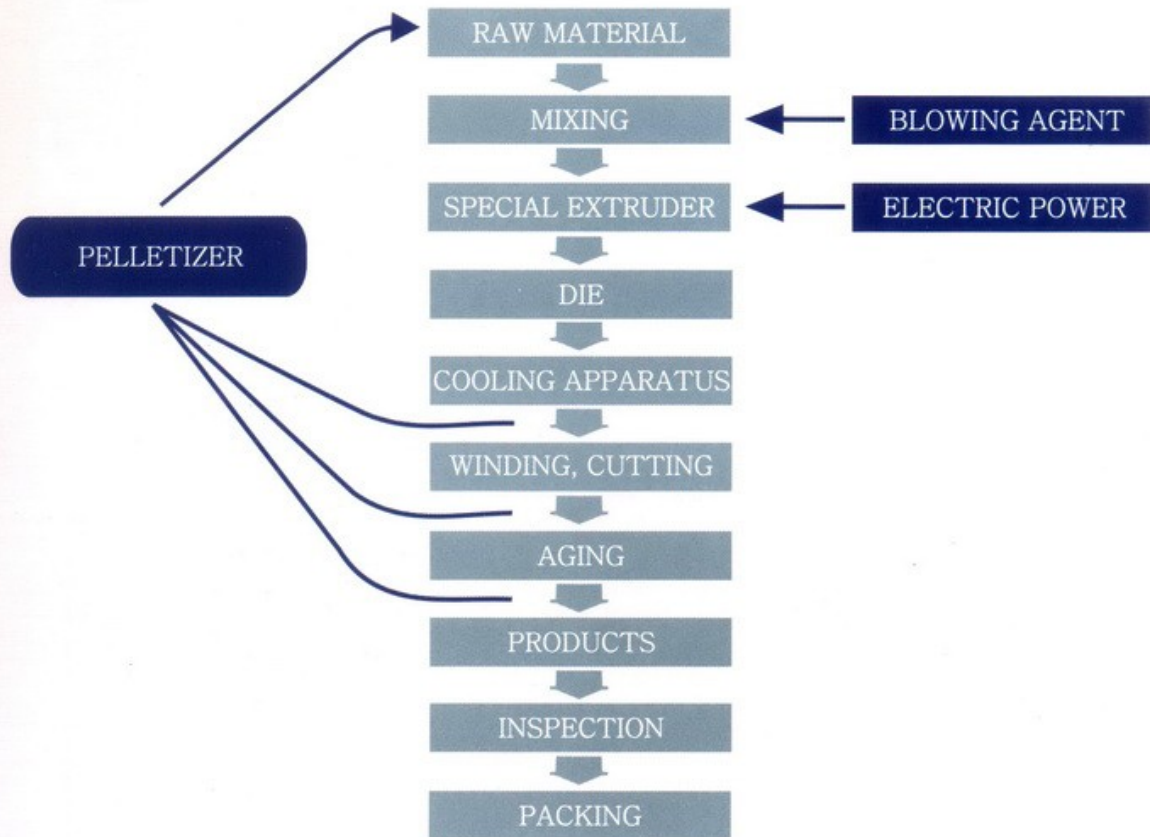 RAW MATERIAL
MIXING
BLOWING AGENT
SPECIAL EXTRUDER
ELECTRIC POWER
PELLETIZER
DIE
COOLING APPARATUS
WINDING, CUTTING
AGING
PRODUCTS
INSPECTION
PACKING